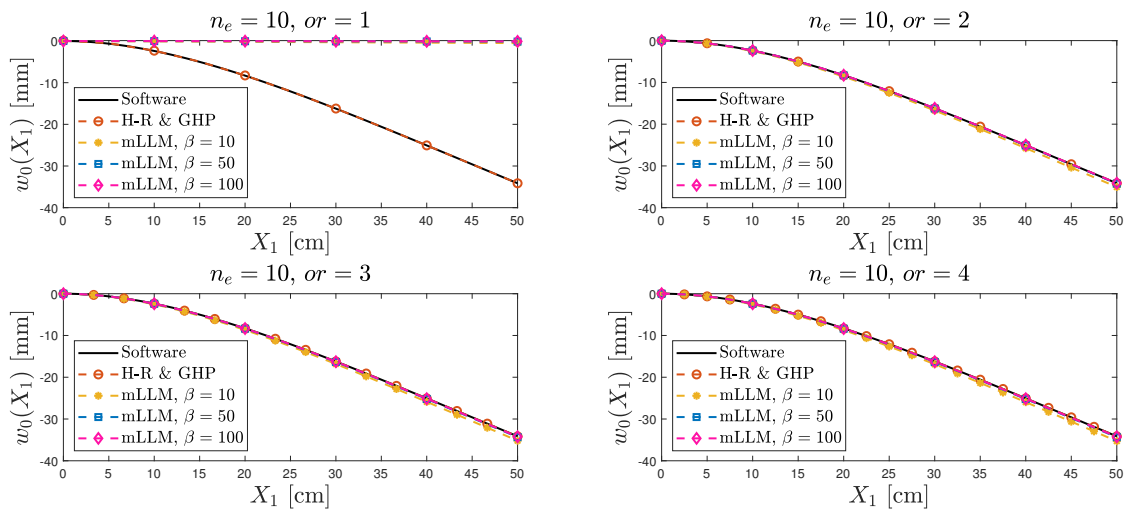 n_e = 10, or = 1
w_0(X_1) [mm]
0
-10
-20
-30
-40
Software
H-R & GHP
mLLM, β = 10
mLLM, β = 50
mLLM, β = 100
0 5 10 15 20 25 30 35 40 45 50
X_1 [cm]
n_e = 10, or = 2
w_0(X_1) [mm]
0
-10
-20
-30
-40
Software
H-R & GHP
mLLM, β = 10
mLLM, β = 50
mLLM, β = 100
0 5 10 15 20 25 30 35 40 45 50
X_1 [cm]
n_e = 10, or = 3
w_0(X_1) [mm]
0
-10
-20
-30
-40
Software
H-R & GHP
mLLM, β = 10
mLLM, β = 50
mLLM, β = 100
0 5 10 15 20 25 30 35 40 45 50
X_1 [cm]
n_e = 10, or = 4
w_0(X_1) [mm]
0
-10
-20
-30
-40
Software
H-R & GHP
mLLM, β = 10
mLLM, β = 50
mLLM, β = 100
0 5 10 15 20 25 30 35 40 45 50
X_1 [cm]